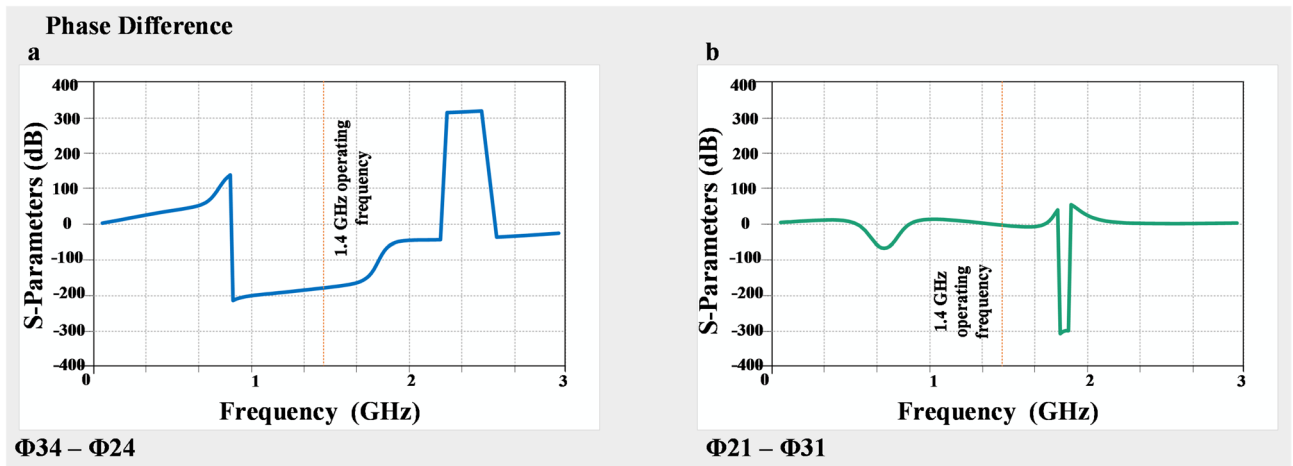 Phase Difference
a
S-Parameters (dB)
400
300
200
100
0
-100
-200
-300
-400
1.4 GHz operating
frequency
0
1
2
3
Frequency (GHz)
Φ34 – Φ24
b
S-Parameters (dB)
400
300
200
100
0
-100
-200
-300
-400
1.4 GHz
operating
frequency
0
1
2
3
Frequency (GHz)
Φ21 – Φ31